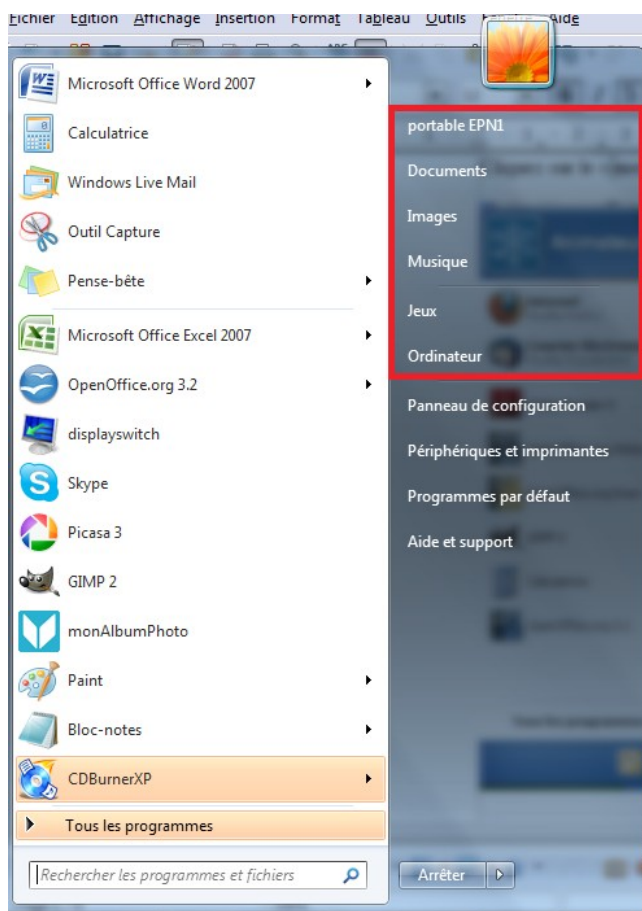 Fichier Edition Affichage Insertion Format Tableau Outils Fenêtre Aide
Microsoft Office Word 2007
Calculatrice
Windows Live Mail
Outil Capture
Pense-bête
Microsoft Office Excel 2007
OpenOffice.org 3.2
displayswitch
Skype
Picasa 3
GIMP 2
monAlbumPhoto
Paint
Bloc-notes
CDBurnerXP
Tous les programmes
Rechercher les programmes et fichiers
portable EPN1
Documents
Images
Musique
Jeux
Ordinateur
Panneau de configuration
Périphériques et imprimantes
Programmes par défaut
Aide et support
Arrêter